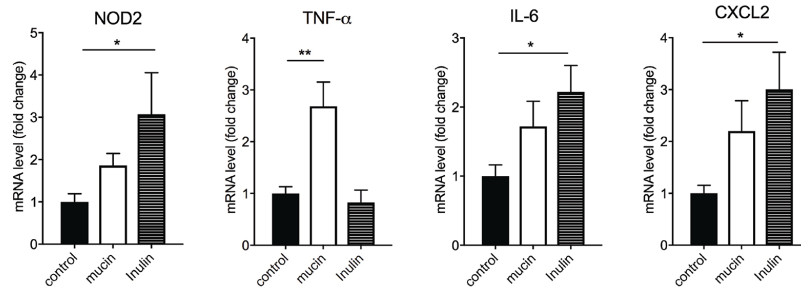 NOD2
mRNA level (fold change)
5
4
3
2
1
0
*
control
mucin
Inulin
TNF-α
mRNA level (fold change)
4
3
2
1
0
**
control
mucin
Inulin
IL-6
mRNA level (fold change)
3
2
1
0
*
control
mucin
Inulin
CXCL2
mRNA level (fold change)
4
3
2
1
0
*
control
mucin
Inulin